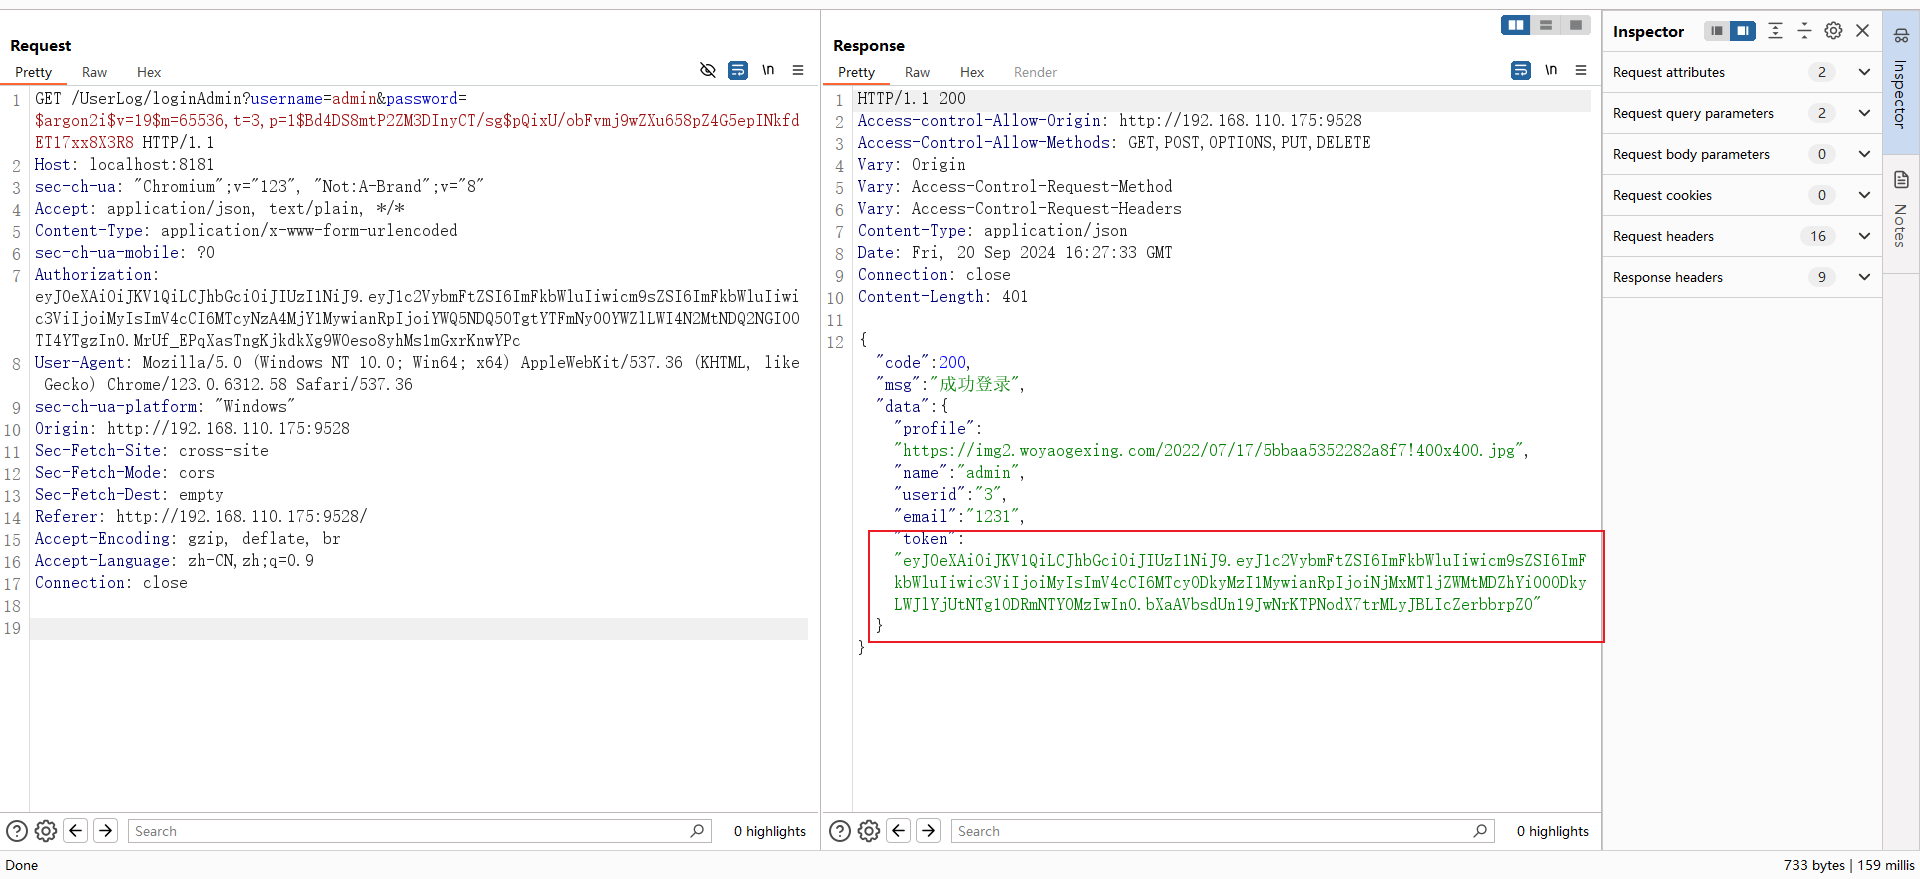 Request
Pretty Raw Hex \n
1 GET /UserLog/loginAdmin?username=admin&password=
$argon2i$v=19$m=65536,t=3,p=1$Bd4DS8mtP2ZM3DInyCT/sg$pQixU/obFvmj9wZXu658pZ4G5epINkfd
ET17xx8X3R8 HTTP/1.1
2 Host: localhost:8181
3 sec-ch-ua: "Chromium";v="123", "Not:A-Brand";v="8"
4 Accept: application/json, text/plain, */*
5 Content-Type: application/x-www-form-urlencoded
6 sec-ch-ua-mobile: ?0
7 Authorization:
eyJ0eXAiOiJKV1QiLCJhbGciOiJIUzI1NiJ9.eyJ1c2VybmFtZSI6ImFkbWluIiwicm9sZSI6ImFkbWluIiwi
c3ViIjoiMyIsImV4cCI6MTcyNzA4MjY1MywianRpIjoiYWQ5NDQ5OTgtYTFmNy00YWZlLWI4N2MtNDQ2NGI0O
TI4YTgzIn0.MrUf_EPqXasTngKjkdkXg9W0eso8yhMs1mGxrKnwYPc
8 User-Agent: Mozilla/5.0 (Windows NT 10.0; Win64; x64) AppleWebKit/537.36 (KHTML, like
Gecko) Chrome/123.0.6312.58 Safari/537.36
9 sec-ch-ua-platform: "Windows"
10 Origin: http://192.168.110.175:9528
11 Sec-Fetch-Site: cross-site
12 Sec-Fetch-Mode: cors
13 Sec-Fetch-Dest: empty
14 Referer: http://192.168.110.175:9528/
15 Accept-Encoding: gzip, deflate, br
16 Accept-Language: zh-CN,zh;q=0.9
17 Connection: close
18
19
Search 0 highlights
Response
Pretty Raw Hex Render \n
1 HTTP/1.1 200
2 Access-control-Allow-Origin: http://192.168.110.175:9528
3 Access-Control-Allow-Methods: GET,POST,OPTIONS,PUT,DELETE
4 Vary: Origin
5 Vary: Access-Control-Request-Method
6 Vary: Access-Control-Request-Headers
7 Content-Type: application/json
8 Date: Fri, 20 Sep 2024 16:27:33 GMT
9 Connection: close
10 Content-Length: 401
11
12 {
"code":200,
"msg":"成功登录",
"data":{
"profile":
"https://img2.woyaogexing.com/2022/07/17/5bbaa5352282a8f7!400x400.jpg",
"name":"admin",
"userid":"3",
"email":"1231",
"token":
"eyJ0eXAiOiJKV1QiLCJhbGciOiJIUzI1NiJ9.eyJ1c2VybmFtZSI6ImFkbWluIiwicm9sZSI6ImF
kbWluIiwic3ViIjoiMyIsImV4cCI6MTcyODkyMzI1MywianRpIjoiNjMxMTljZWMtMDZhYi00ODky
LWJlYjUtNTg1ODRmNTY0MzIwIn0.bXaAVbsdUn19JwNrKTPNodX7trMLyJBLIcZerbbrpZ0"
}
}
Search 0 highlights
Inspector
Request attributes 2
Request query parameters 2
Request body parameters 0
Request cookies 0
Request headers 16
Response headers 9
Inspector
Notes
Done 733 bytes | 159 millis